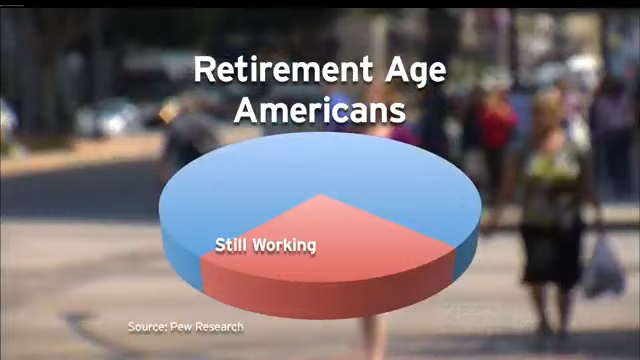 Retirement Age
Americans
Still Working
Source: Pew Research